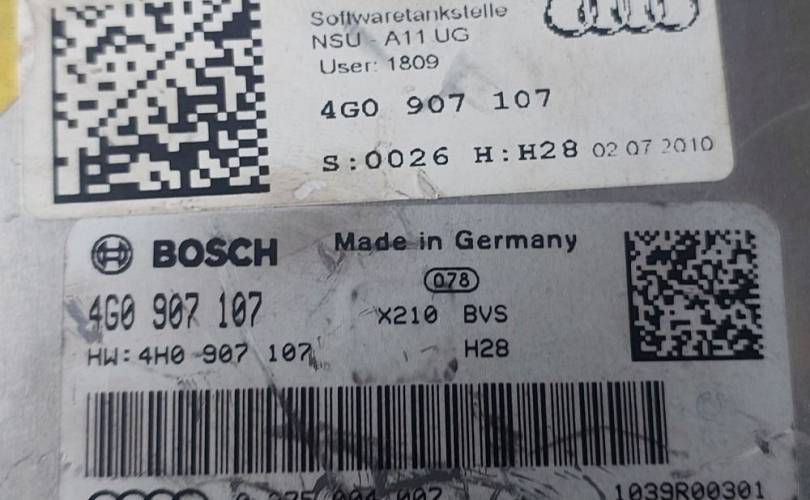 Softwaretankstelle
NSU - A11 UG
User: 1809
4G0 907 107
S:0026 H:H28 02 07 2010
BOSCH Made in Germany
078
4G0 907 107 X210 BVS
HW:4H0 907 107 H28
1039R00301